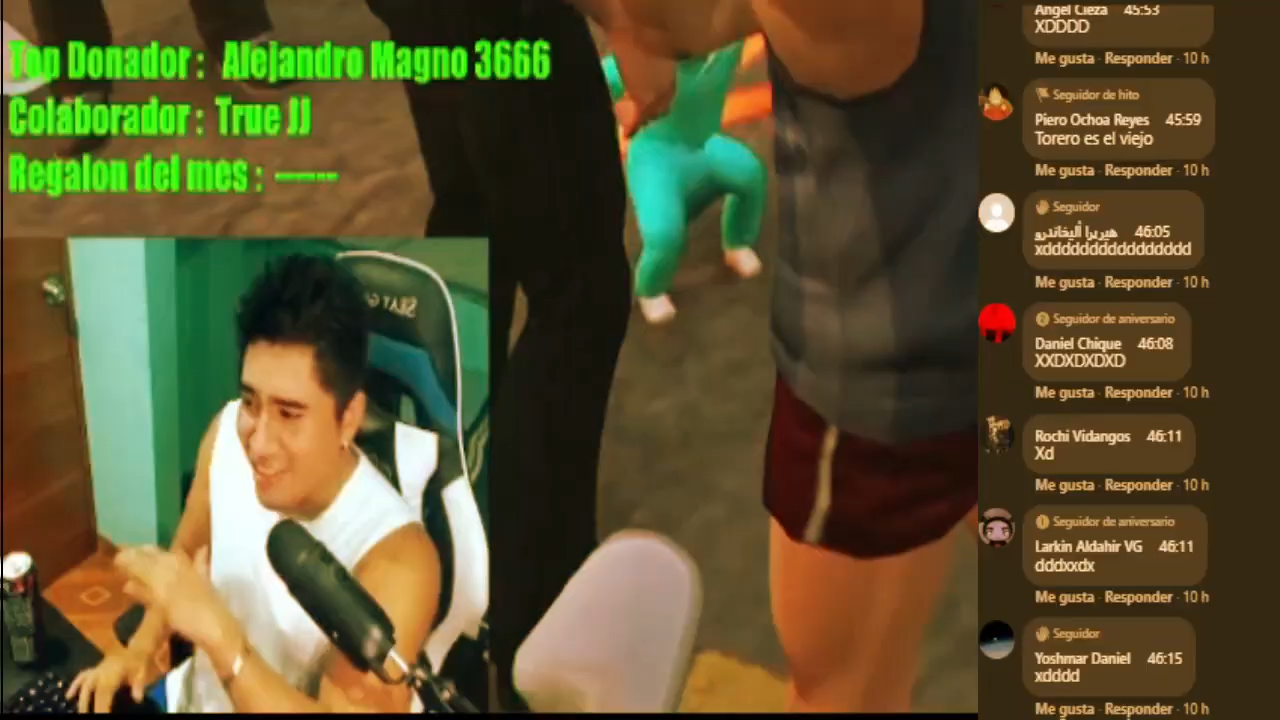 Top Donador : Alejandro Magno 3666
Colaborador : True JJ
Regalon del mes : -----
Angel Cieza 45:53
XDDDD
Me gusta · Responder · 10 h
Seguidor de hito
Piero Ochoa Reyes 45:59
Torero es el viejo
Me gusta · Responder · 10 h
Seguidor
هيريرا أليخاندرو 46:05
xdddddddddddddddd
Me gusta · Responder · 10 h
Seguidor de aniversario
Daniel Chique 46:08
XXDXDXDXD
Me gusta · Responder · 10 h
Rochi Vidangos 46:11
Xd
Me gusta · Responder · 10 h
Seguidor de aniversario
Larkin Aldahir VG 46:11
dddxxdx
Me gusta · Responder · 10 h
Seguidor
Yoshmar Daniel 46:15
xdddd
Me gusta · Responder · 10 h